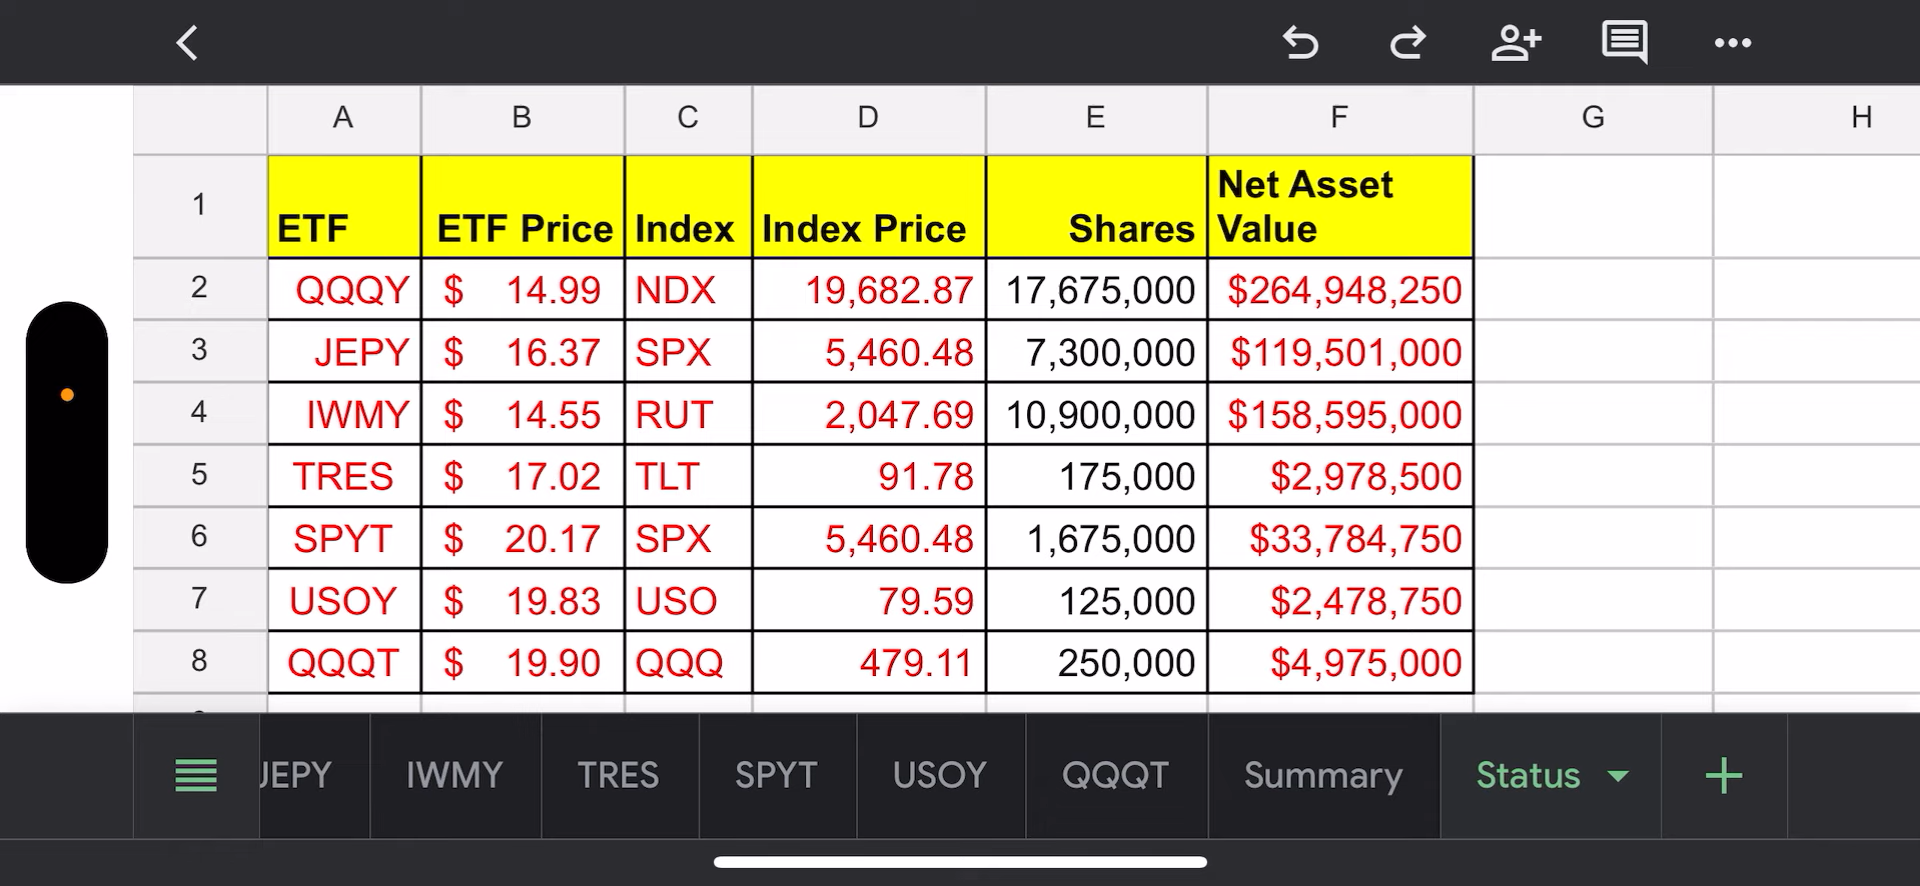 A B C D E F G H
1 ETF ETF Price Index Index Price Shares Net Asset Value
2 QQQY $ 14.99 NDX 19,682.87 17,675,000 $264,948,250
3 JEPY $ 16.37 SPX 5,460.48 7,300,000 $119,501,000
4 IWMY $ 14.55 RUT 2,047.69 10,900,000 $158,595,000
5 TRES $ 17.02 TLT 91.78 175,000 $2,978,500
6 SPYT $ 20.17 SPX 5,460.48 1,675,000 $33,784,750
7 USOY $ 19.83 USO 79.59 125,000 $2,478,750
8 QQQT $ 19.90 QQQ 479.11 250,000 $4,975,000
JEPY IWMY TRES SPYT USOY QQQT Summary Status